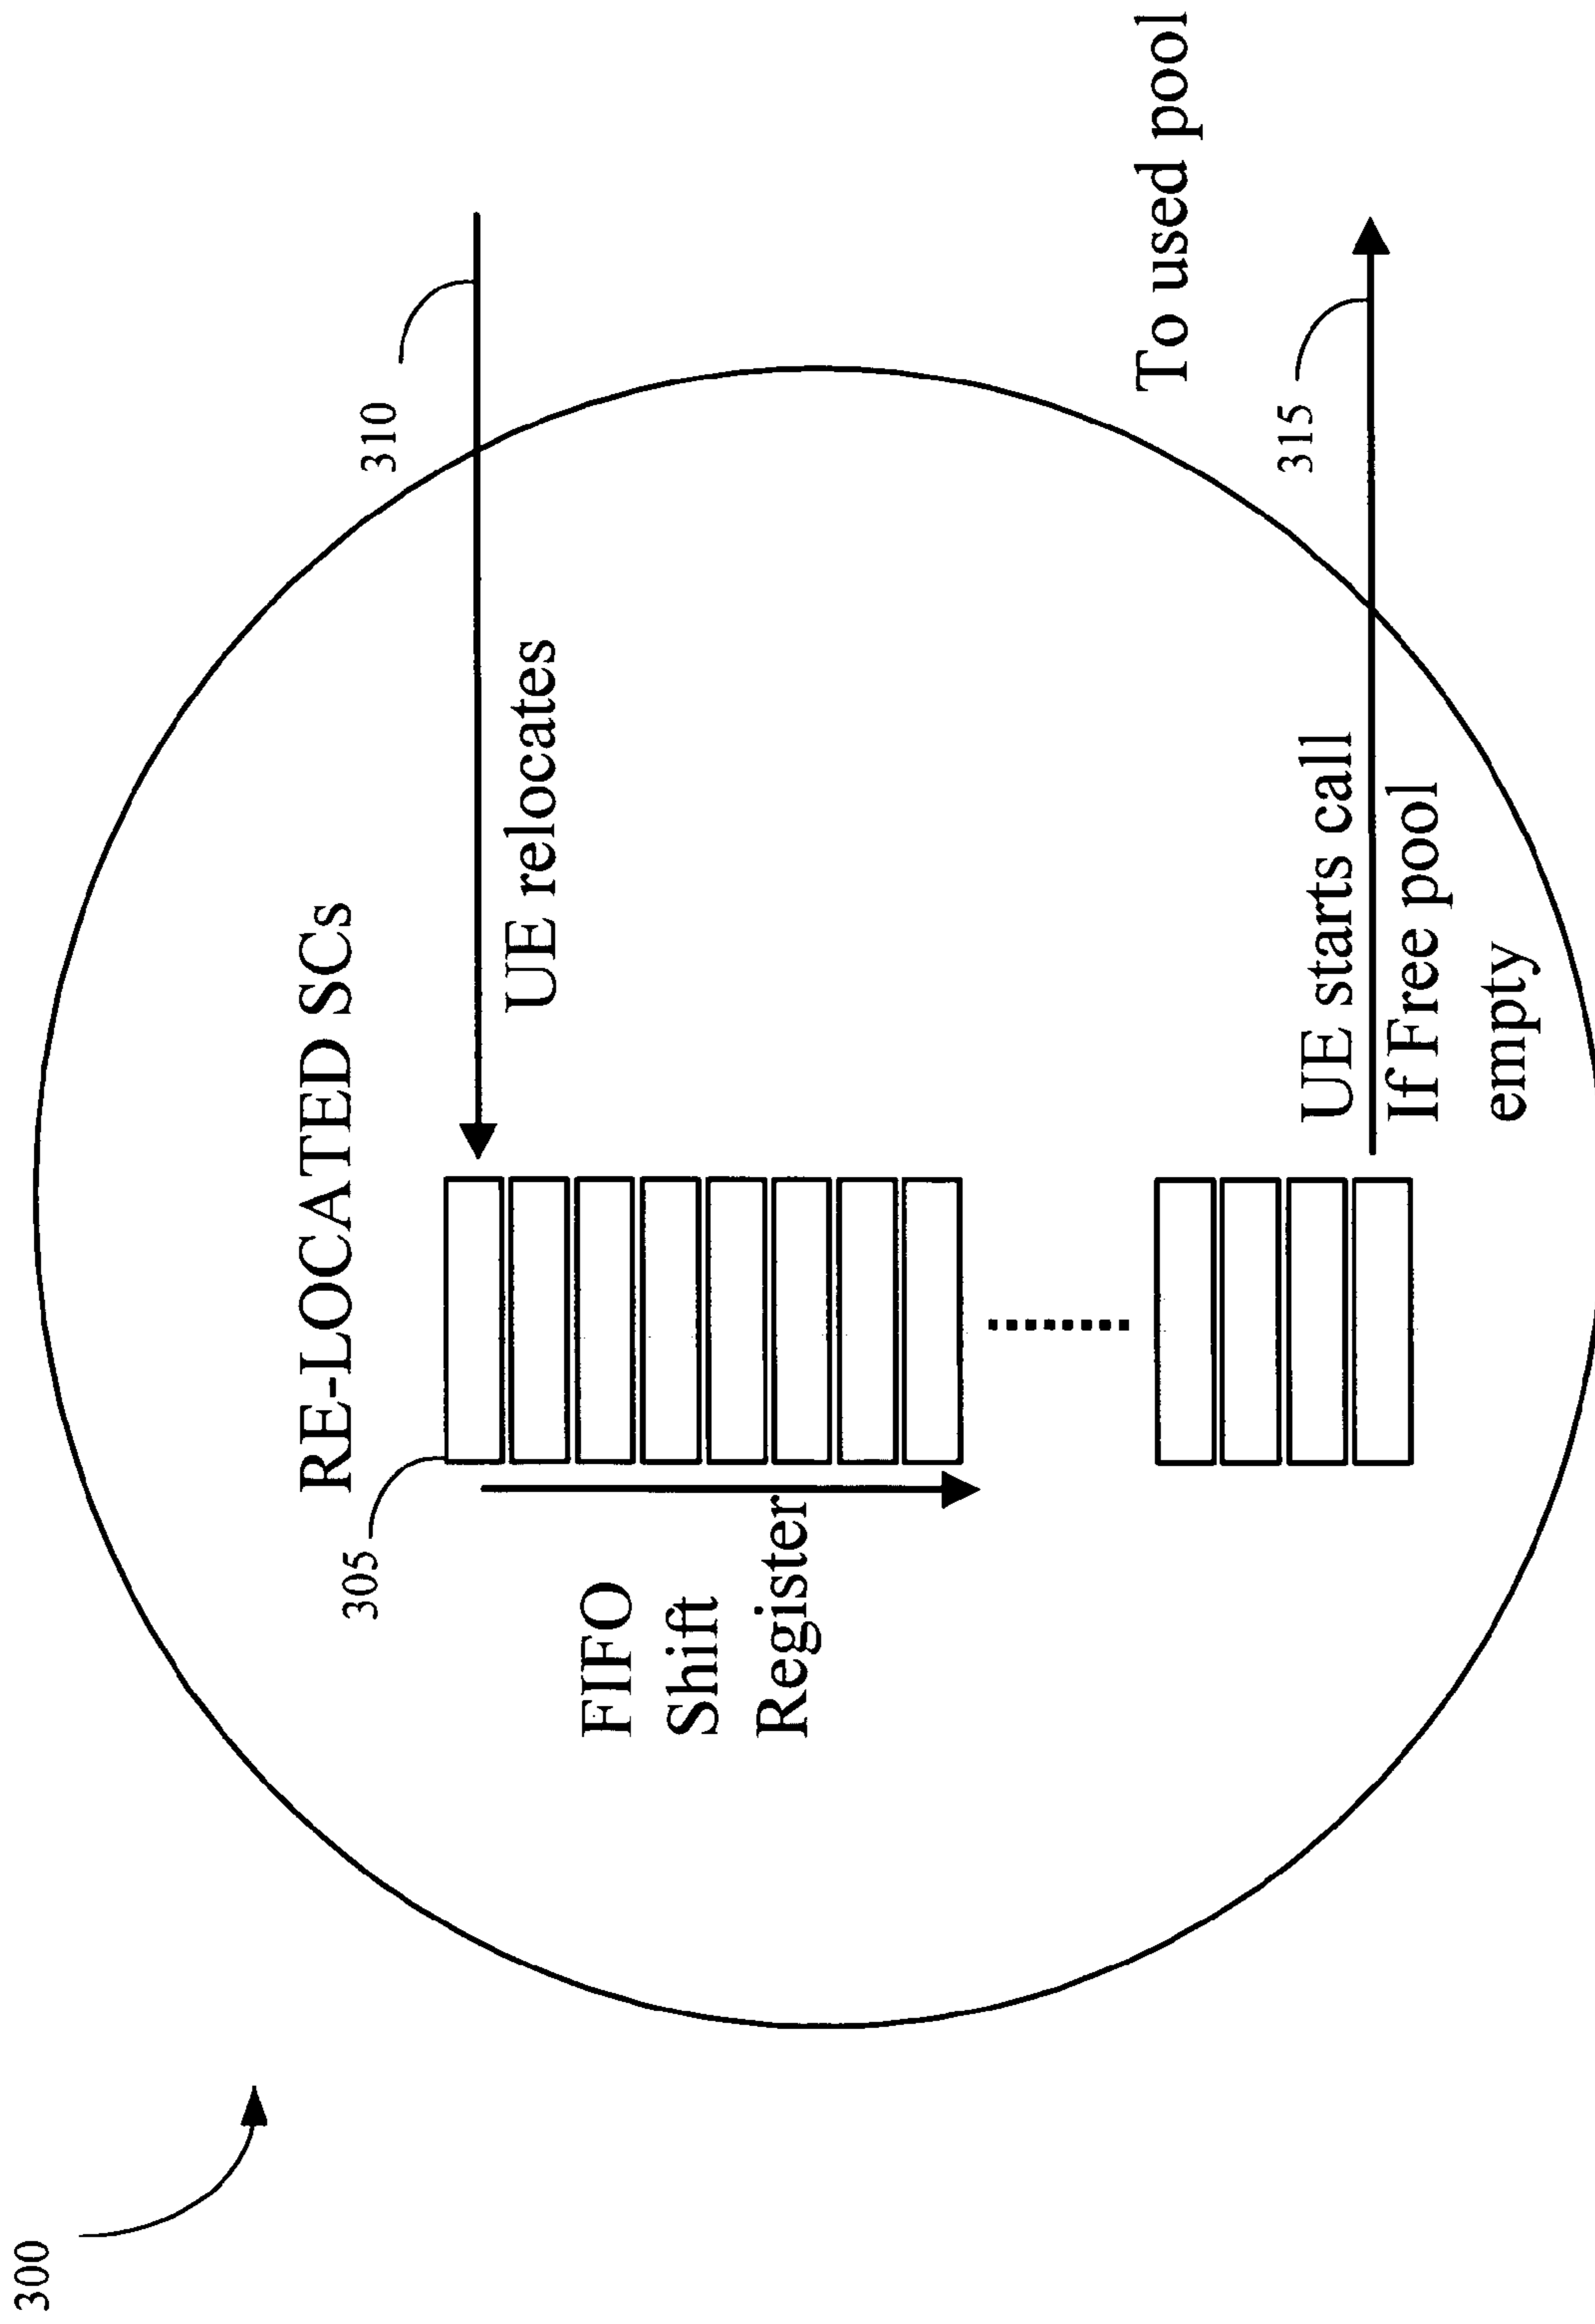 300
RE-LOCATED SCs
305
310
UE relocates
FIFO
Shift
Register
To used pool
315
UE starts call
If Free pool
empty